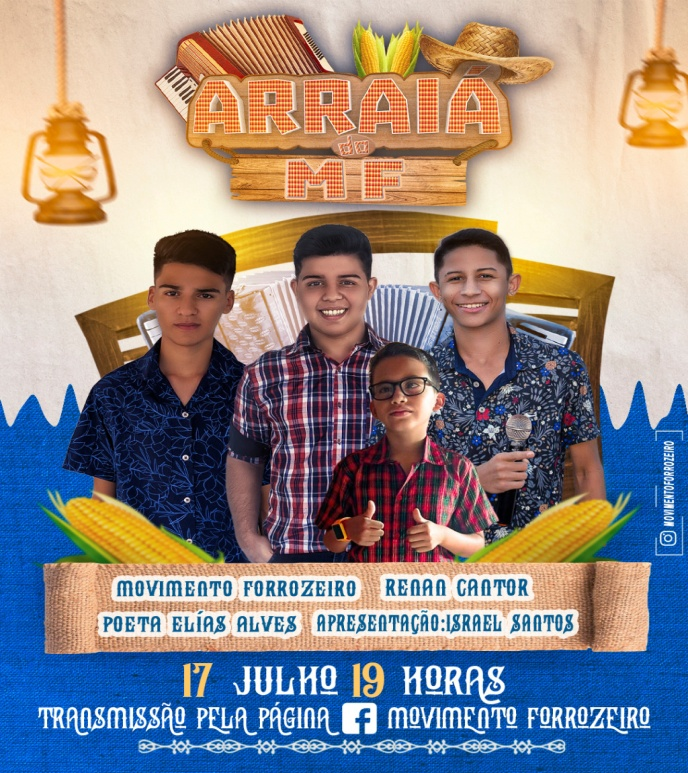 ARRAIÁ
do
MF
MOVIMENTOFORROZEIRO
MOVIMENTO FORROZEIRO RENAN CANTOR
POETA ELÍAS ALVES APRESENTAÇÃO:ISRAEL SANTOS
17 JULHO 19 HORAS
TRANSMISSÃO PELA PÁGINA f MOVIMENTO FORROZEIRO